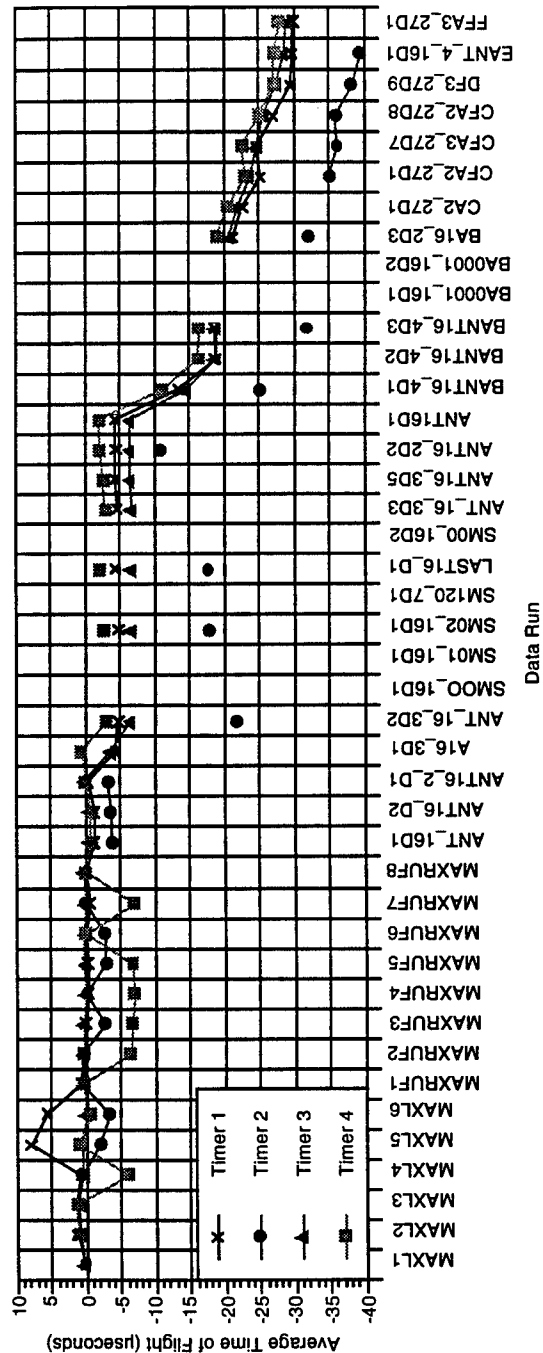 Average Time of Flight (µseconds)
10
5
0
-5
-10
-15
-20
-25
-30
-35
-40
Timer 1
Timer 2
Timer 3
Timer 4
MAXL1
MAXL2
MAXL3
MAXL4
MAXL5
MAXL6
MAXRUF1
MAXRUF2
MAXRUF3
MAXRUF4
MAXRUF5
MAXRUF6
MAXRUF7
MAXRUF8
ANT_16D1
ANT16_D2
ANT16_2_D1
A16_3D1
ANT_16_3D2
SMOO_16D1
SM01_16D1
SM02_16D1
SM120_7D1
LAST16_D1
SM00_16D2
ANT_16_3D3
ANT16_3D5
ANT16_2D2
ANT16D1
BANT16_4D1
BANT16_4D2
BANT16_4D3
BA0001_16D1
BA0001_16D2
BA16_2D3
CA2_27D1
CFA2_27D1
CFA3_27D7
CFA2_27D8
DF3_27D9
EANT_4_16D1
FFA3_27D1
Data Run